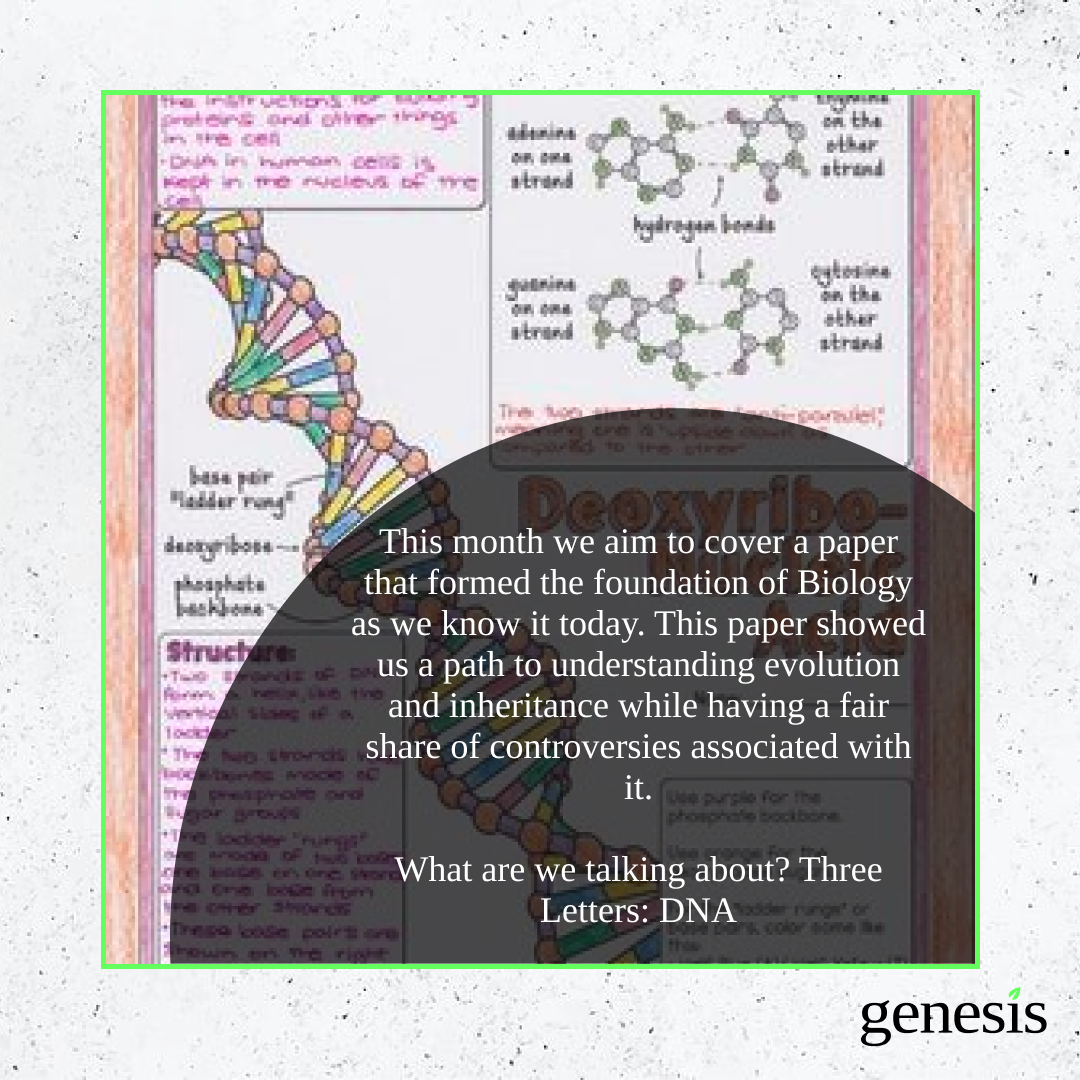 the instructions for building
proteins and other things
in the cell
•DNA in human cells is
kept in the nucleus of the
cell
adenine
on one
strand
thymine
on the
other
strand
hydrogen bonds
guanine
on one
strand
cytosine
on the
other
strand
The two strands are "anti-parallel,"
meaning one is "upside down"
compared to the other
base pair
"ladder rung"
deoxyribose
phosphate
backbone
Deoxyribo-
Nucleic
Acid
This month we aim to cover a paper
that formed the foundation of Biology
as we know it today. This paper showed
us a path to understanding evolution
and inheritance while having a fair
share of controversies associated with
it.
What are we talking about? Three
Letters: DNA
Structure:
•Two strands of DNA
form a helix, like the
vertical sides of a
ladder
•The two strands
backbones made of
the phosphate and
sugar groups
•The ladder "rungs"
are made of two bases
one base on one strand
and one base from
the other strands
•These base pairs are
shown on the right
Use purple for the
phosphate backbone.
Use orange for the
"ladder rungs" or
base pairs, color some like
this:
genesis